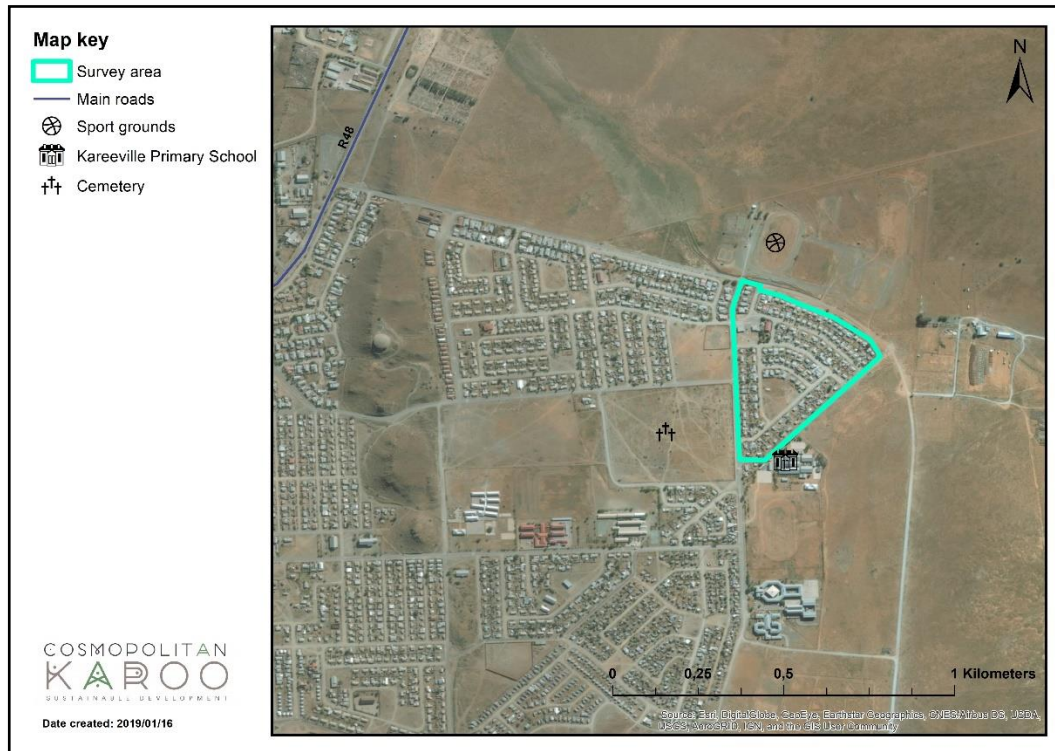 Map key
Survey area
Main roads
Sport grounds
Kareeville Primary School
Cemetery
N
R48
0 0,25 0,5 1 Kilometers
Source: Esri, DigitalGlobe, GeoEye, Earthstar Geographics, CNES/Airbus DS, USDA,
USGS, AeroGRID, IGN, and the GIS User Community
COSMOPOLITAN
KAROO
SUSTAINABLE DEVELOPMENT
Date created: 2019/01/16